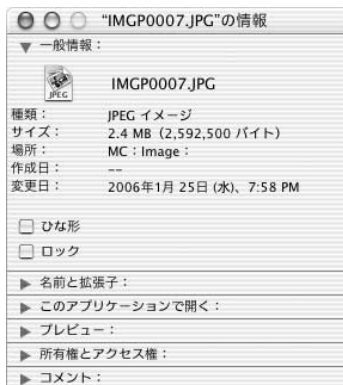 “IMGP0007.JPG”の情報
▼ 一般情報：
JPEG
IMGP0007.JPG
種類： JPEG イメージ
サイズ： 2.4 MB（2,592,500 バイト）
場所： MC：Image：
作成日： --
変更日： 2006年1月 25日 (水)、7:58 PM
ひな形
ロック
▶ 名前と拡張子：
▶ このアプリケーションで開く：
▶ プレビュー：
▶ 所有権とアクセス権：
▶ コメント：